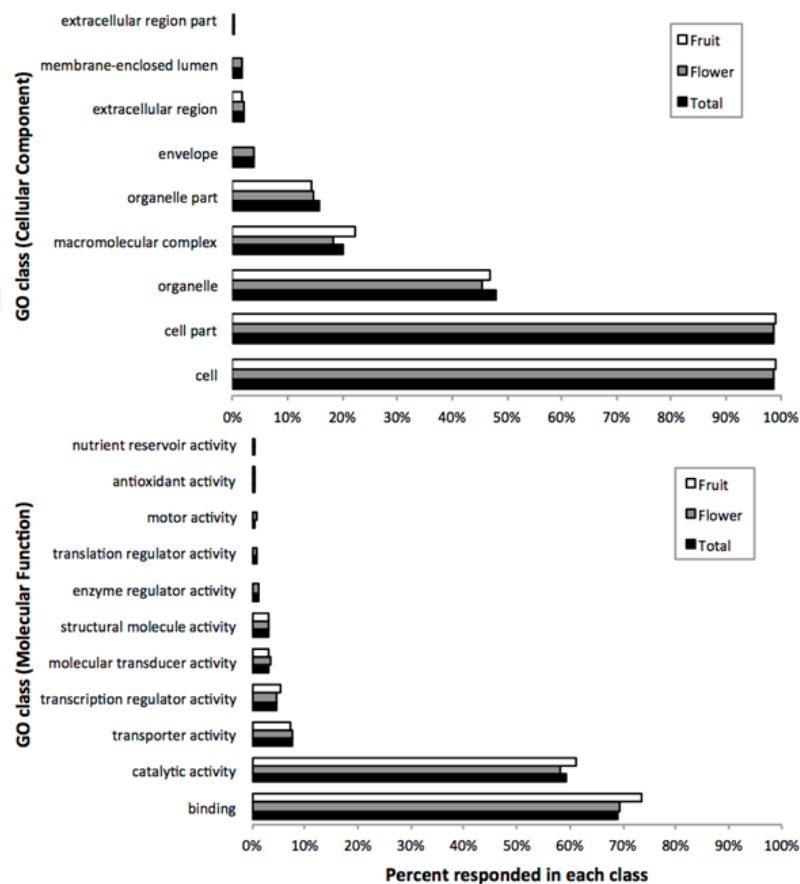 GO class (Cellular Component)
extracellular region part
membrane-enclosed lumen
extracellular region
envelope
organelle part
macromolecular complex
organelle
cell part
cell
Fruit
Flower
Total
0% 10% 20% 30% 40% 50% 60% 70% 80% 90% 100%
GO class (Molecular Function)
nutrient reservoir activity
antioxidant activity
motor activity
translation regulator activity
enzyme regulator activity
structural molecule activity
molecular transducer activity
transcription regulator activity
transporter activity
catalytic activity
binding
Fruit
Flower
Total
0% 10% 20% 30% 40% 50% 60% 70% 80% 90% 100%
Percent responded in each class